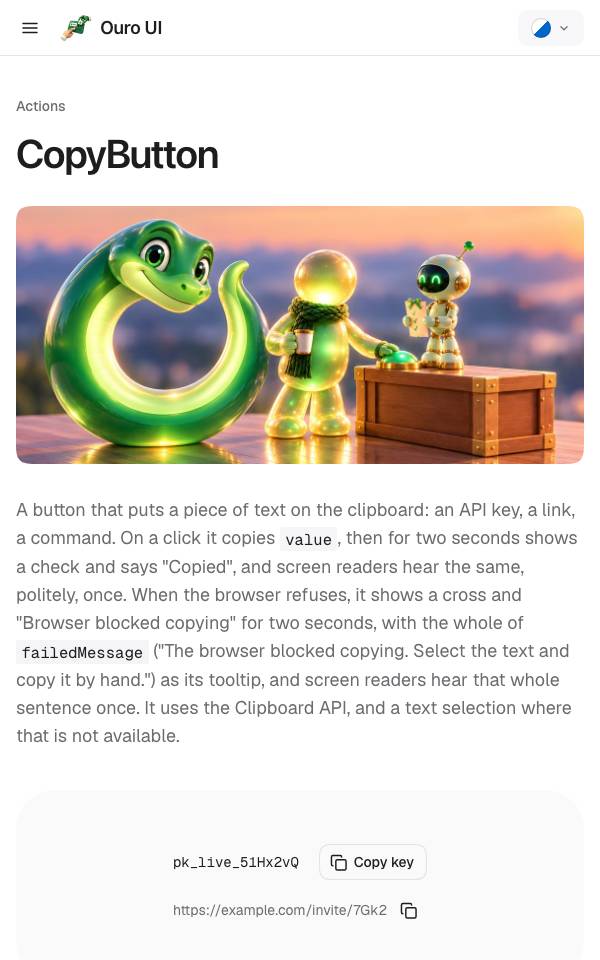 Ouro UI
Actions
CopyButton
A button that puts a piece of text on the clipboard: an API key, a link,
a command. On a click it copies value, then for two seconds shows
a check and says "Copied", and screen readers hear the same,
politely, once. When the browser refuses, it shows a cross and
"Browser blocked copying" for two seconds, with the whole of
failedMessage ("The browser blocked copying. Select the text and
copy it by hand.") as its tooltip, and screen readers hear that whole
sentence once. It uses the Clipboard API, and a text selection where
that is not available.
pk_live_51Hx2vQ Copy key
https://example.com/invite/7Gk2